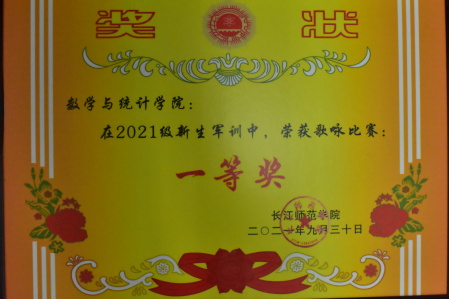 奖状
数学与统计学院：
在2021级新生军训中，荣获歌咏比赛：
一等奖
长江师范学院
二〇二一年九月三十日